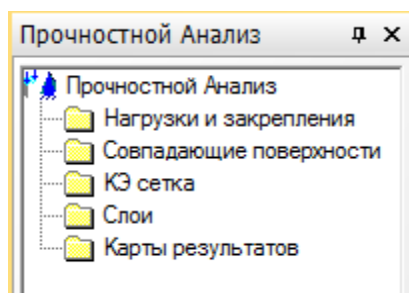 Прочностной Анализ
Прочностной Анализ
Нагрузки и закрепления
Совпадающие поверхности
КЭ сетка
Слои
Карты результатов